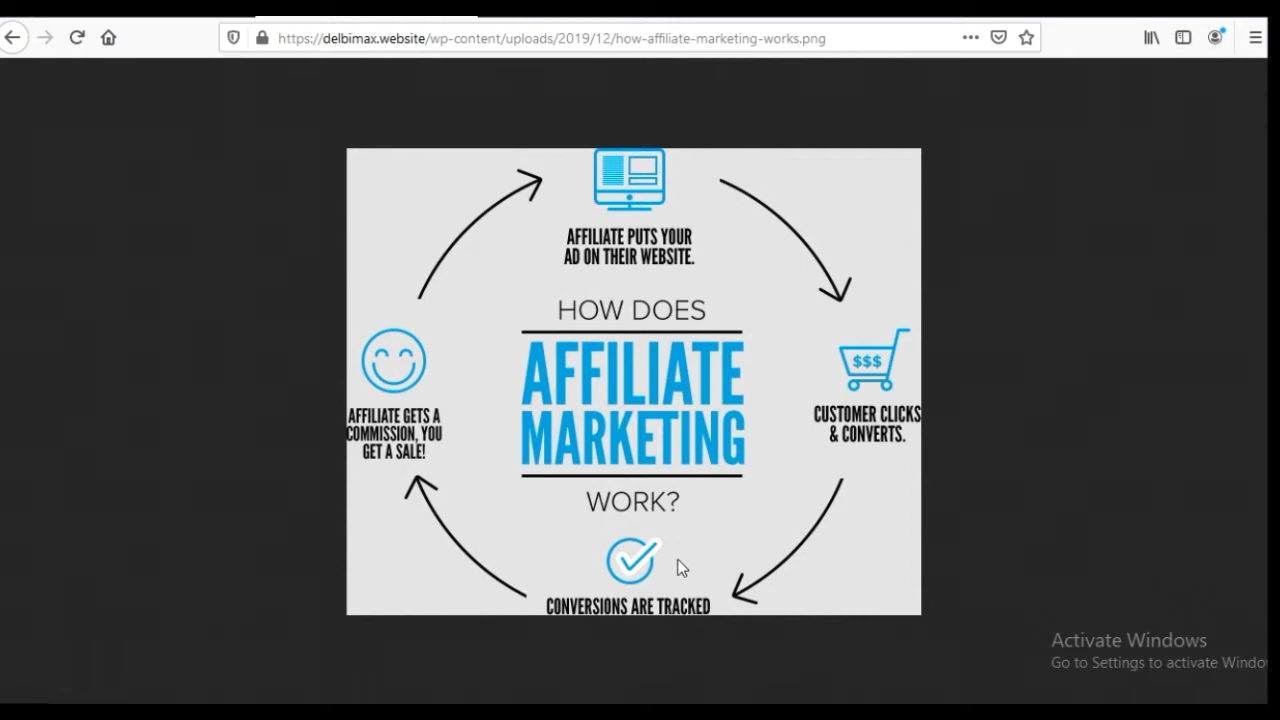 https://delbimax.website/wp-content/uploads/2019/12/how-affiliate-marketing-works.png
AFFILIATE PUTS YOUR
AD ON THEIR WEBSITE.
HOW DOES
AFFILIATE
MARKETING
WORK?
$$$
CUSTOMER CLICKS
& CONVERTS.
CONVERSIONS ARE TRACKED
AFFILIATE GETS A
COMMISSION, YOU
GET A SALE!
Activate Windows
Go to Settings to activate Windo